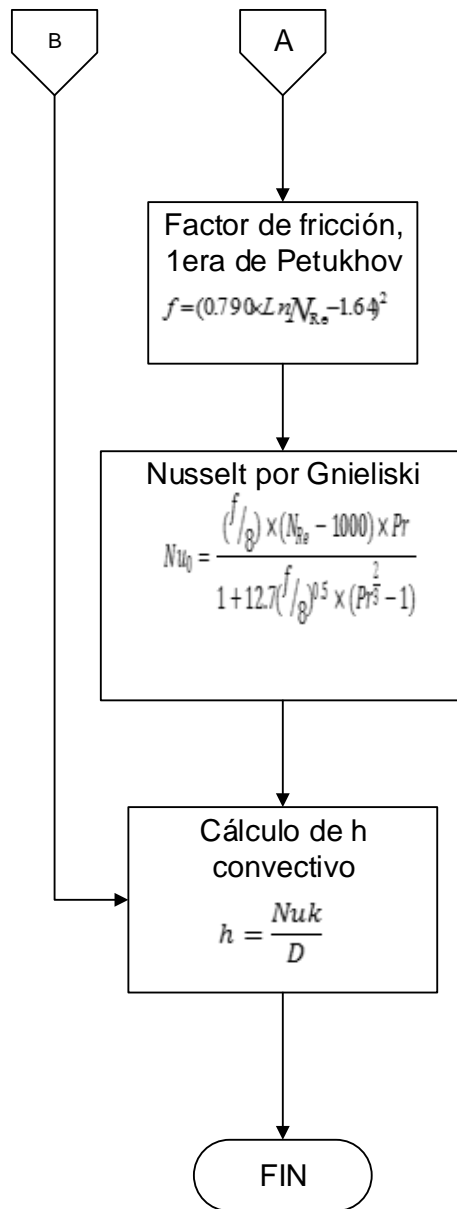 B
A
Factor de fricción,
1era de Petukhov
f=(0.790×Ln N_Re−1.64)^2
Nusselt por Gnieliski
Nu_0 = ((f/8)×(N_Re − 1000)×Pr) / (1+12.7(f/8)^0.5 × (Pr^(2/3) − 1))
Cálculo de h
convectivo
h = Nuk / D
FIN